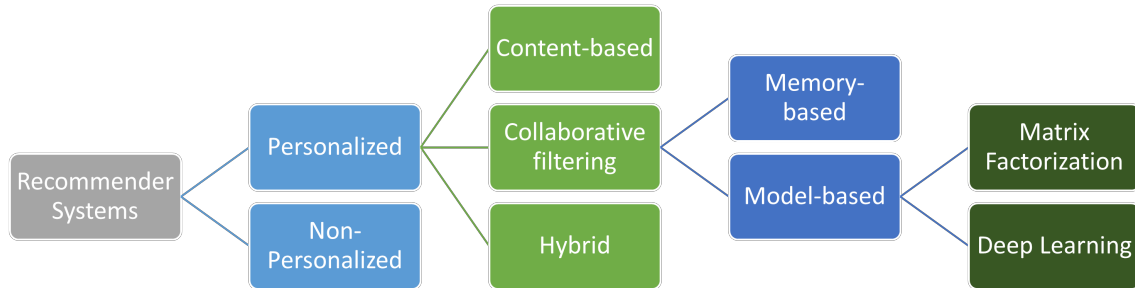 Recommender
Systems
Personalized
Non-
Personalized
Content-based
Collaborative
filtering
Hybrid
Memory-
based
Model-based
Matrix
Factorization
Deep Learning